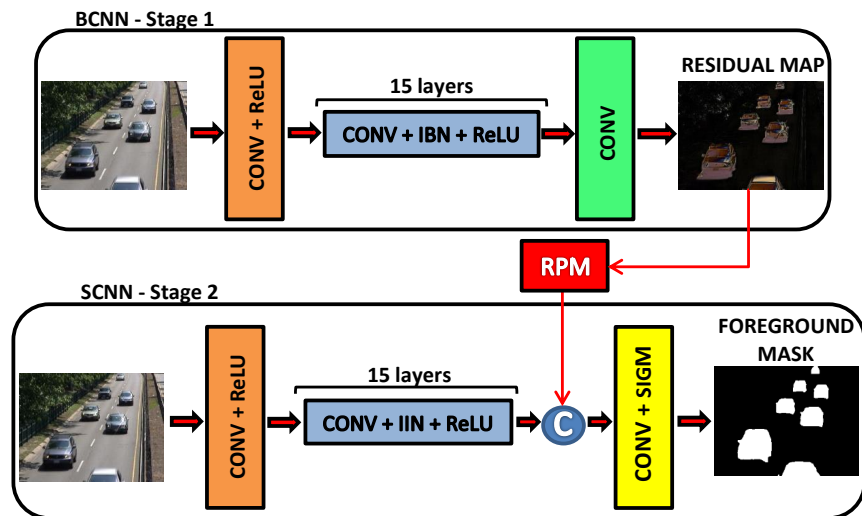 BCNN - Stage 1
CONV + ReLU
15 layers
CONV + IBN + ReLU
CONV
RESIDUAL MAP
RPM
SCNN - Stage 2
CONV + ReLU
15 layers
CONV + IIN + ReLU
C
CONV + SIGM
FOREGROUND
MASK